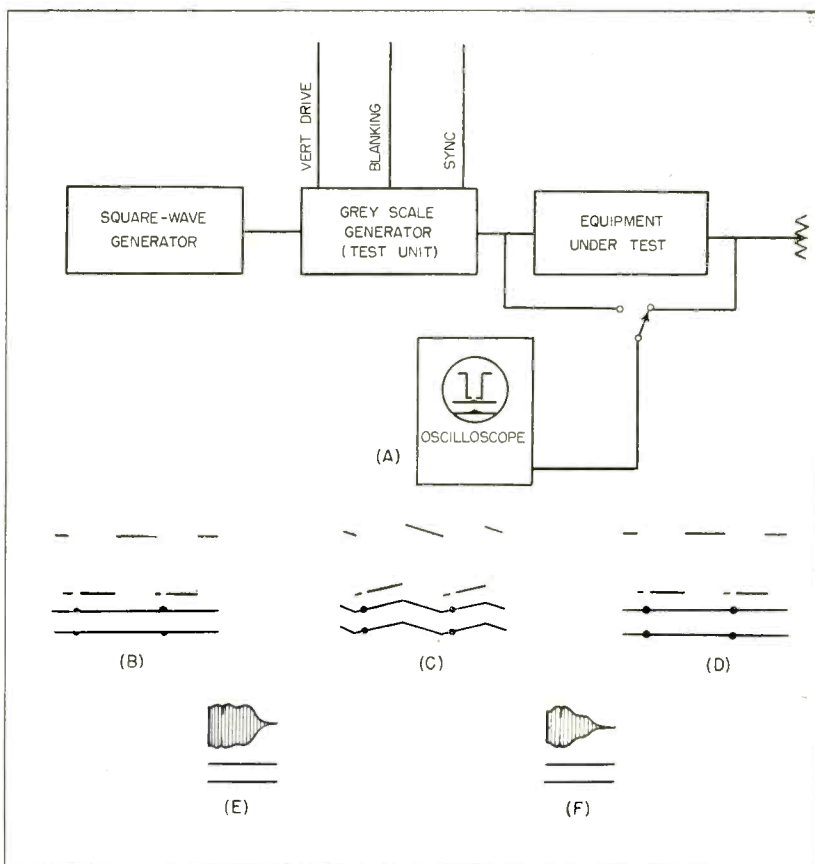 VERT DRIVE
BLANKING
SYNC
SQUARE-WAVE
GENERATOR
GREY SCALE
GENERATOR
(TEST UNIT)
EQUIPMENT
UNDER TEST
OSCILLOSCOPE
(A)
(B)
(C)
(D)
(E)
(F)